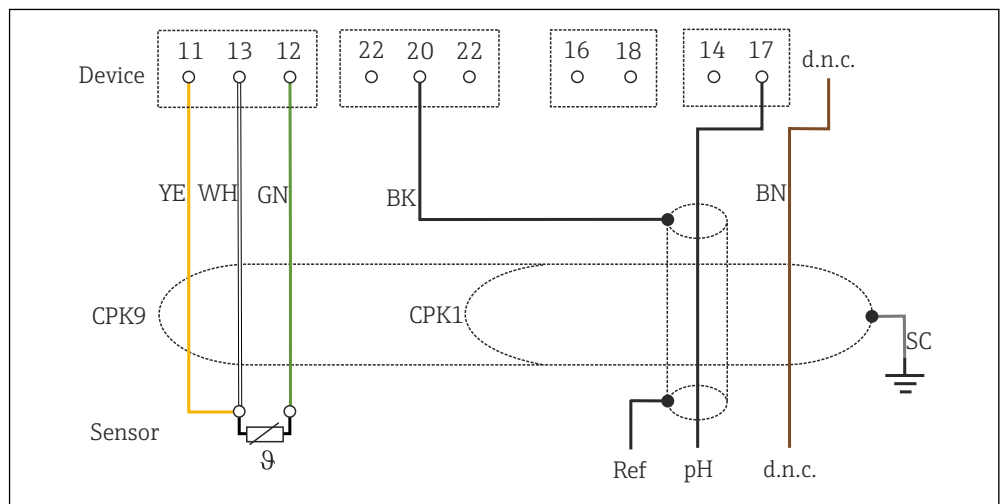 11 13 12 22 20 22 16 18 14 17 d.n.c.
Device
YE WH GN BK BN
CPK9 CPK1 SC
Sensor
ϑ Ref pH d.n.c.